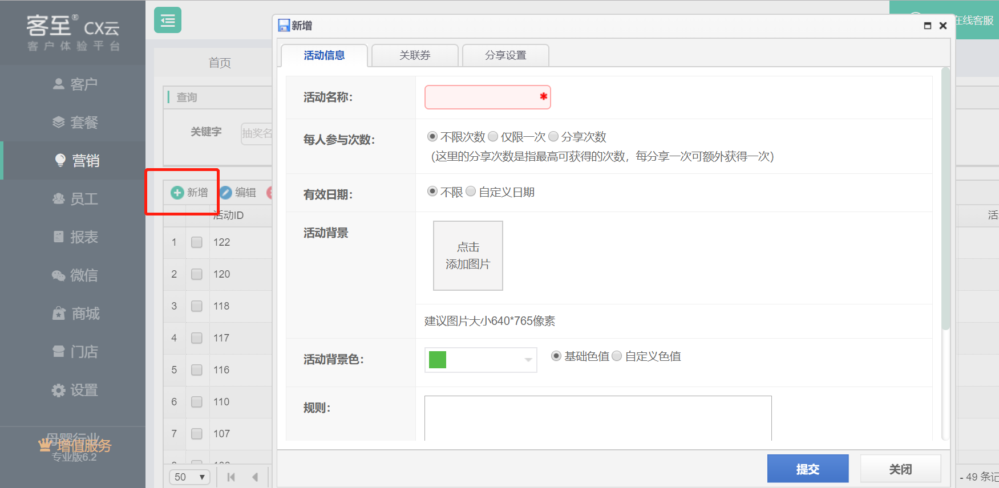 客至® CX云
客户体验平台
客户
套餐
营销
员工
报表
微信
商城
门店
设置
母婴行业
增值服务
专业版6.2
首页
查询
关键字
抽奖名
新增
编辑
活动ID
1 122
2 120
3 118
4 117
5 116
6 110
7 107
50
在线客服
活
- 49 条记
新增
活动信息
关联券
分享设置
活动名称：
*
每人参与次数：
不限次数 仅限一次 分享次数
(这里的分享次数是指最高可获得的次数，每分享一次可额外获得一次)
有效日期：
不限 自定义日期
活动背景
点击
添加图片
建议图片大小640*765像素
活动背景色：
基础色值 自定义色值
规则：
提交
关闭